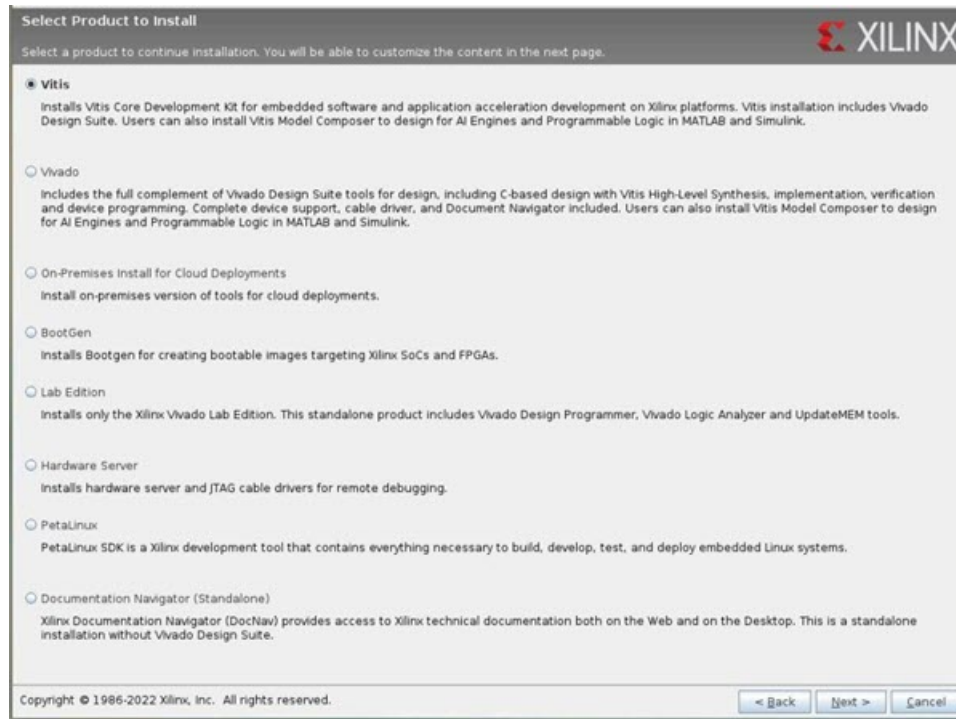 Select Product to Install
Select a product to continue installation. You will be able to customize the content in the next page.
XILINX
Vitis
Installs Vitis Core Development Kit for embedded software and application acceleration development on Xilinx platforms. Vitis installation includes Vivado
Design Suite. Users can also install Vitis Model Composer to design for AI Engines and Programmable Logic in MATLAB and Simulink.
Vivado
Includes the full complement of Vivado Design Suite tools for design, including C-based design with Vitis High-Level Synthesis, implementation, verification
and device programming. Complete device support, cable driver, and Document Navigator included. Users can also install Vitis Model Composer to design
for AI Engines and Programmable Logic in MATLAB and Simulink.
On-Premises Install for Cloud Deployments
Install on-premises version of tools for cloud deployments.
BootGen
Installs Bootgen for creating bootable images targeting Xilinx SoCs and FPGAs.
Lab Edition
Installs only the Xilinx Vivado Lab Edition. This standalone product includes Vivado Design Programmer, Vivado Logic Analyzer and UpdateMEM tools.
Hardware Server
Installs hardware server and JTAG cable drivers for remote debugging.
PetaLinux
PetaLinux SDK is a Xilinx development tool that contains everything necessary to build, develop, test, and deploy embedded Linux systems.
Documentation Navigator (Standalone)
Xilinx Documentation Navigator (DocNav) provides access to Xilinx technical documentation both on the Web and on the Desktop. This is a standalone
installation without Vivado Design Suite.
Copyright © 1986-2022 Xilinx, Inc. All rights reserved.
< Back Next > Cancel